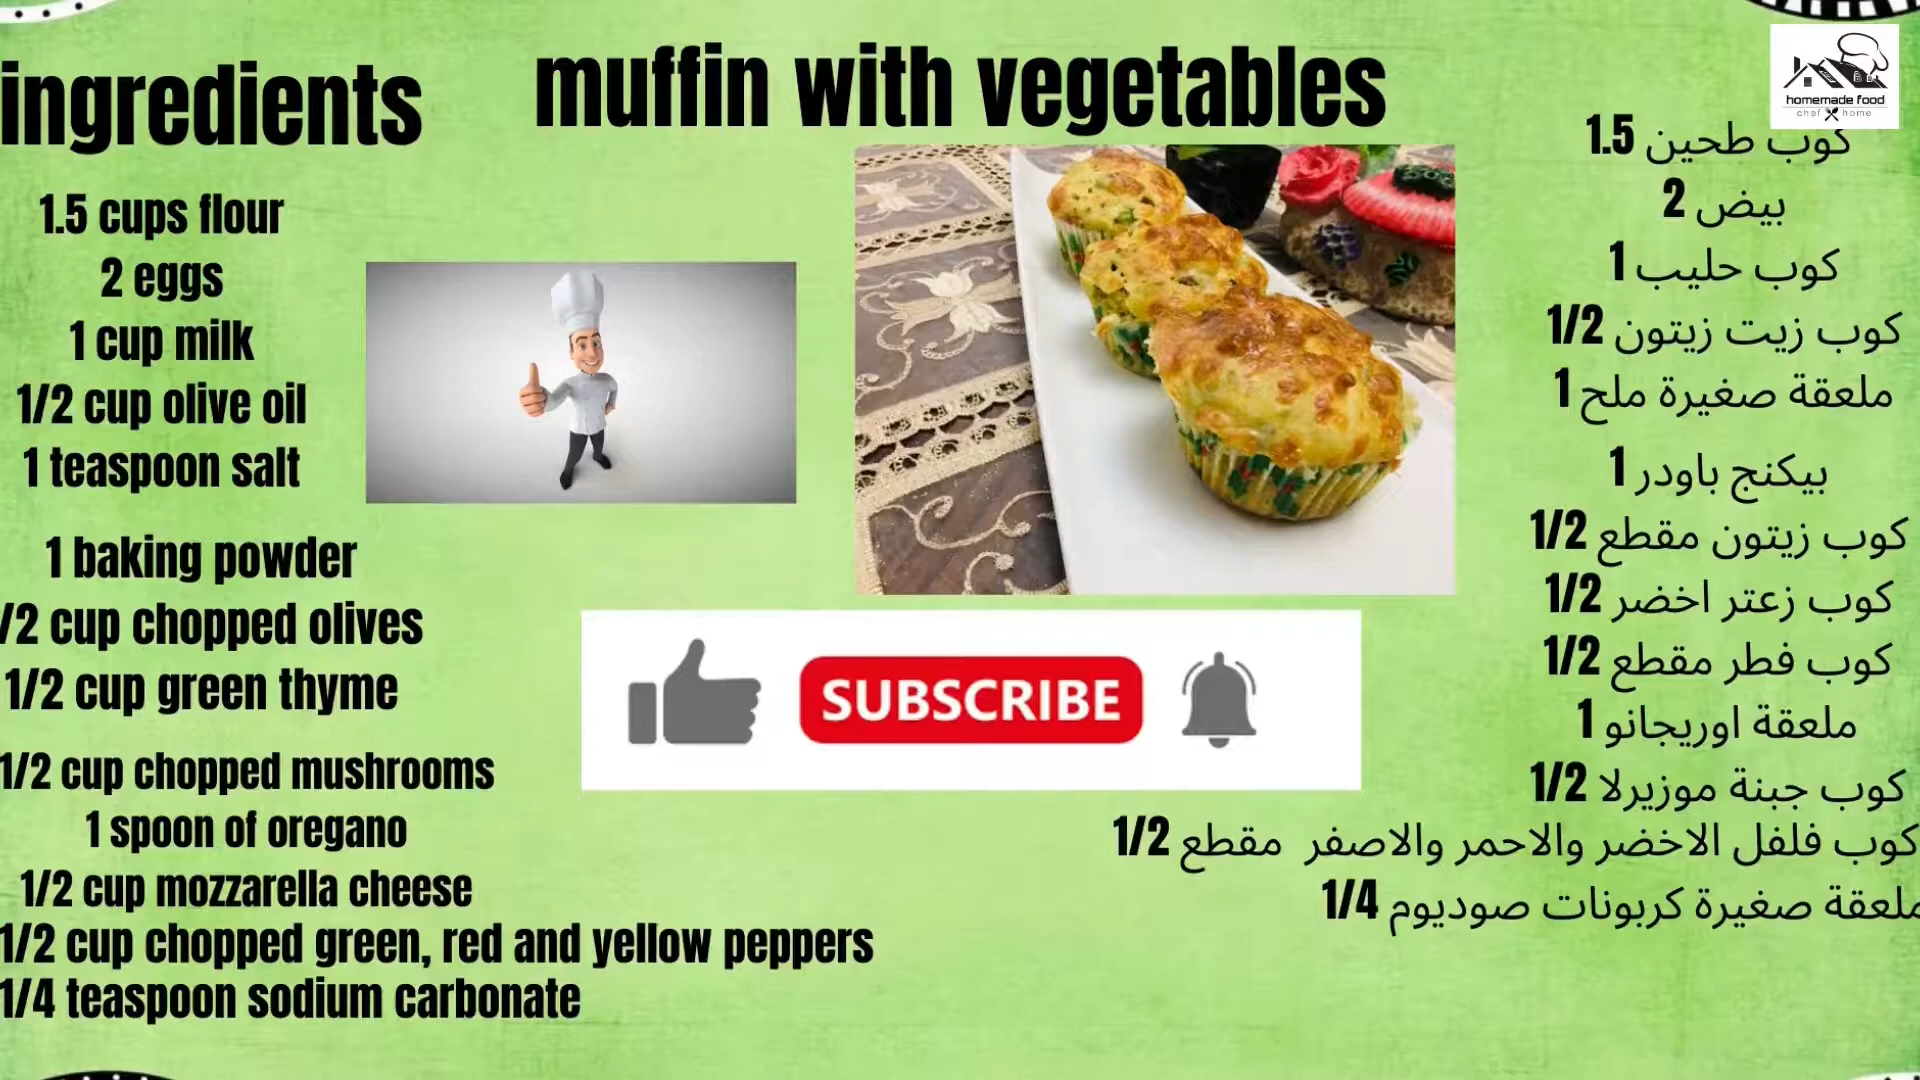 ingredients
muffin with vegetables
1.5 cups flour
2 eggs
1 cup milk
1/2 cup olive oil
1 teaspoon salt
1 baking powder
/2 cup chopped olives
1/2 cup green thyme
1/2 cup chopped mushrooms
1 spoon of oregano
1/2 cup mozzarella cheese
1/2 cup chopped green, red and yellow peppers
1/4 teaspoon sodium carbonate
SUBSCRIBE
homemade food
chef home
كوب طحين 1.5
بيض 2
كوب حليب 1
كوب زيت زيتون 1/2
ملعقة صغيرة ملح 1
بيكنج باودر 1
كوب زيتون مقطع 1/2
كوب زعتر اخضر 1/2
كوب فطر مقطع 1/2
ملعقة اوريجانو 1
كوب جبنة موزيرلا 1/2
كوب فلفل الاخضر والاحمر والاصفر مقطع 1/2
ملعقة صغيرة كربونات صوديوم 1/4